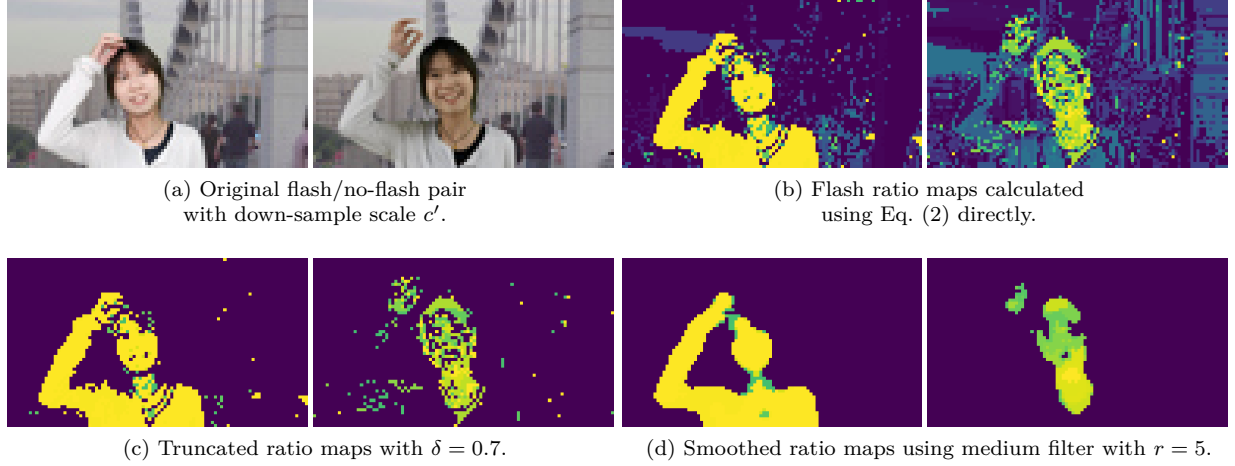 (a) Original flash/no-flash pair
with down-sample scale c′.
(b) Flash ratio maps calculated
using Eq. (2) directly.
(c) Truncated ratio maps with δ = 0.7.
(d) Smoothed ratio maps using medium filter with r = 5.